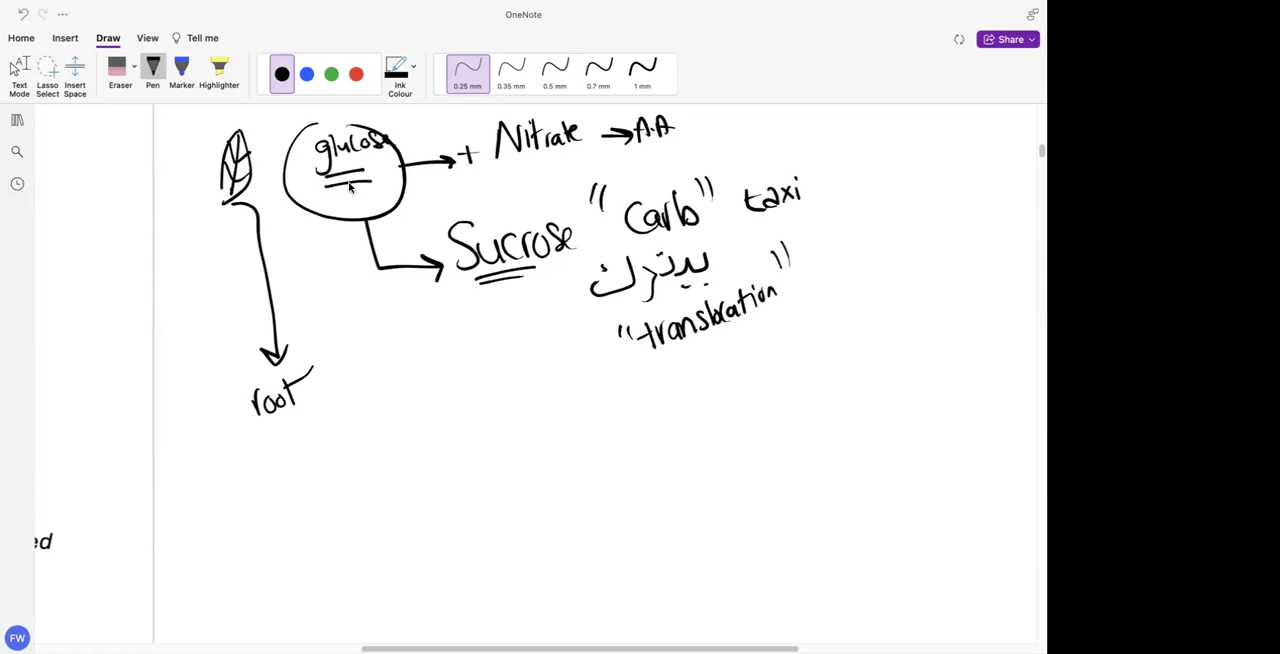 OneNote
Home Insert Draw View Tell me
Share
Text Mode
Lasso Select
Insert Space
Eraser
Pen
Marker
Highlighter
Ink Colour
0.25 mm
0.35 mm
0.5 mm
0.7 mm
1 mm
glucose + Nitrate → A.A
Sucrose "Carb" taxi
بيتزن
"translocation"
root
ed
FW